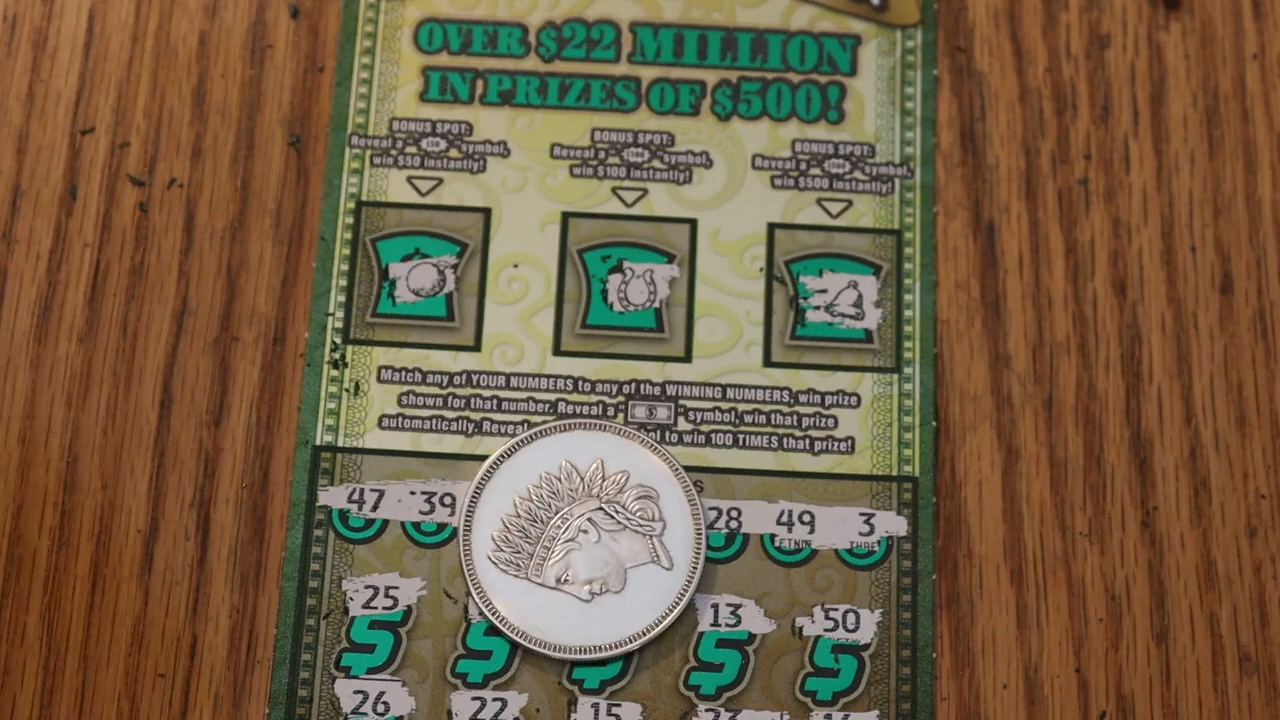 OVER $22 MILLION
IN PRIZES OF $500!
BONUS SPOT:
Reveal a " " symbol,
win $50 instantly!
BONUS SPOT:
Reveal a " " symbol,
win $100 instantly!
BONUS SPOT:
Reveal a " " symbol,
win $500 instantly!
Match any of YOUR NUMBERS to any of the WINNING NUMBERS, win prize
shown for that number. Reveal a " $ " symbol, win that prize
automatically. Reveal to win 100 TIMES that prize!
47 39 28 49 3
25 13 50
$ $ $ $ $
26 22 15
LIBERTY